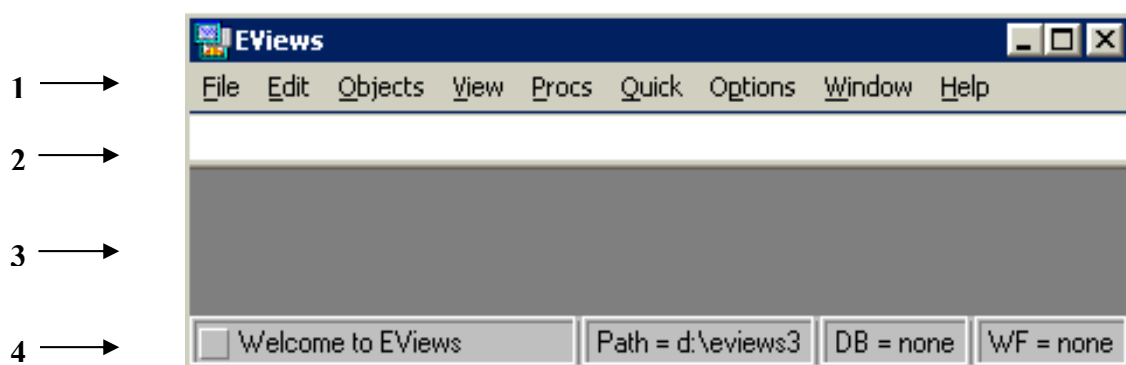 EViews
1 File Edit Objects View Procs Quick Options Window Help
2
3
4 Welcome to EViews Path = d:\eviews3 DB = none WF = none